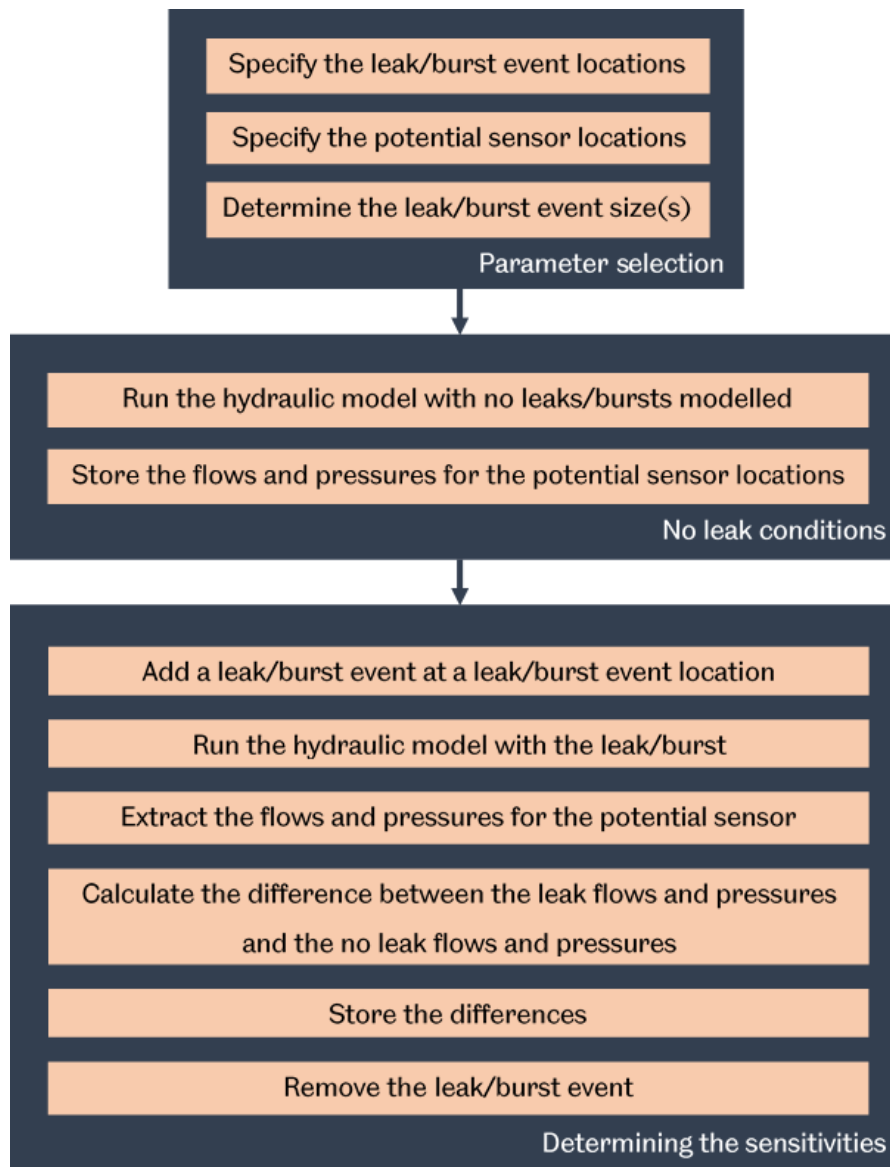 Specify the leak/burst event locations
Specify the potential sensor locations
Determine the leak/burst event size(s)
Parameter selection
Run the hydraulic model with no leaks/bursts modelled
Store the flows and pressures for the potential sensor locations
No leak conditions
Add a leak/burst event at a leak/burst event location
Run the hydraulic model with the leak/burst
Extract the flows and pressures for the potential sensor
Calculate the difference between the leak flows and pressures
and the no leak flows and pressures
Store the differences
Remove the leak/burst event
Determining the sensitivities